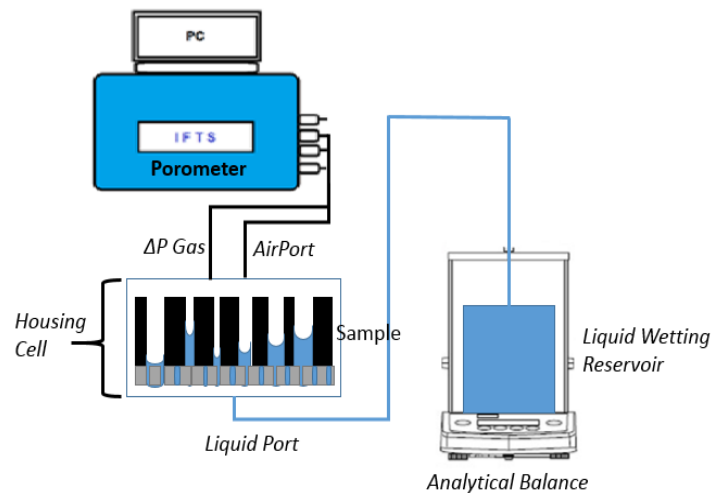 PC
IFTS
Porometer
ΔP Gas
AirPort
Housing
Cell
Sample
Liquid Wetting
Reservoir
Liquid Port
Analytical Balance